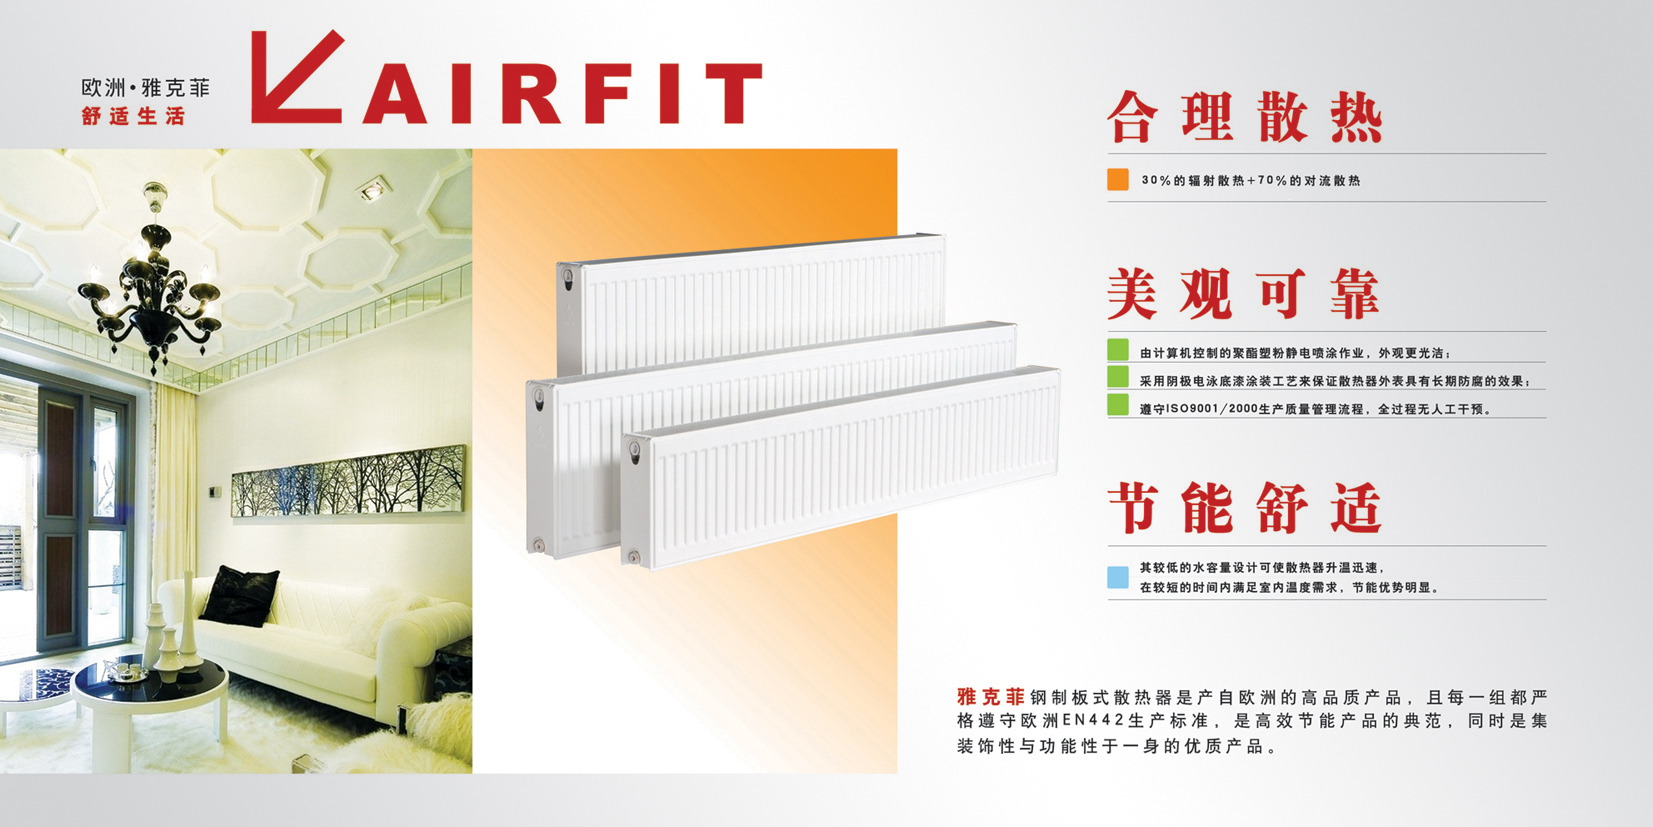 欧洲·雅克菲
舒适生活
AIRFIT
合理散热
30%的辐射散热+70%的对流散热
美观可靠
由计算机控制的聚酯塑粉静电喷涂作业，外观更光洁；
采用阴极电泳底漆涂装工艺来保证散热器外表具有长期防腐的效果；
遵守ISO9001/2000生产质量管理流程，全过程无人工干预。
节能舒适
其较低的水容量设计可使散热器升温迅速，
在较短的时间内满足室内温度需求，节能优势明显。
雅克菲钢制板式散热器是产自欧洲的高品质产品，且每一组都严
格遵守欧洲EN442生产标准，是高效节能产品的典范，同时是集
装饰性与功能性于一身的优质产品。